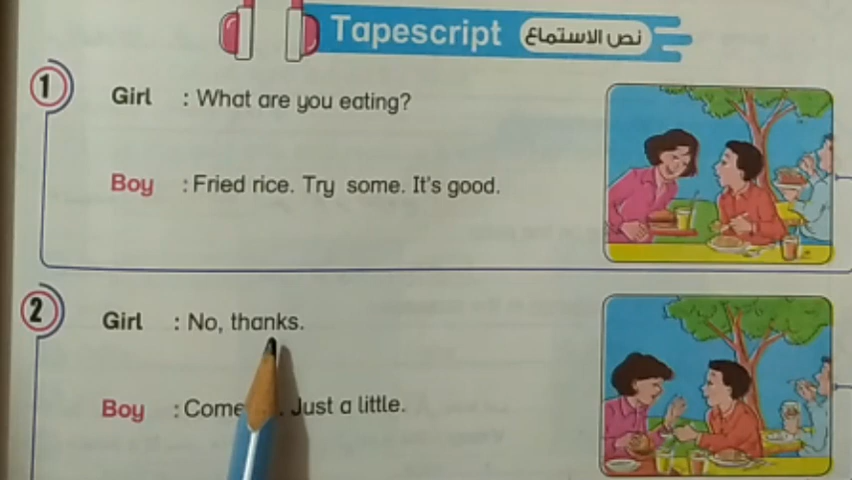 Tapescript نص الاستماع
1
Girl : What are you eating?
Boy : Fried rice. Try some. It's good.
2
Girl : No, thanks.
Boy : Come . Just a little.